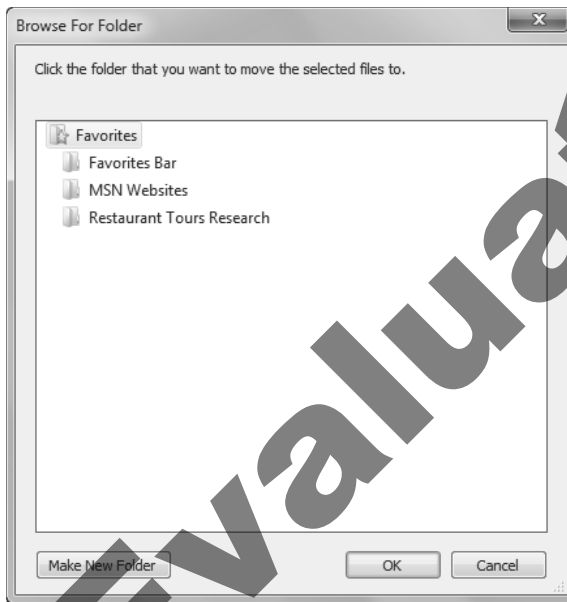 Browse For Folder
Click the folder that you want to move the selected files to.
Favorites
Favorites Bar
MSN Websites
Restaurant Tours Research
Make New Folder
OK
Cancel
Evalua